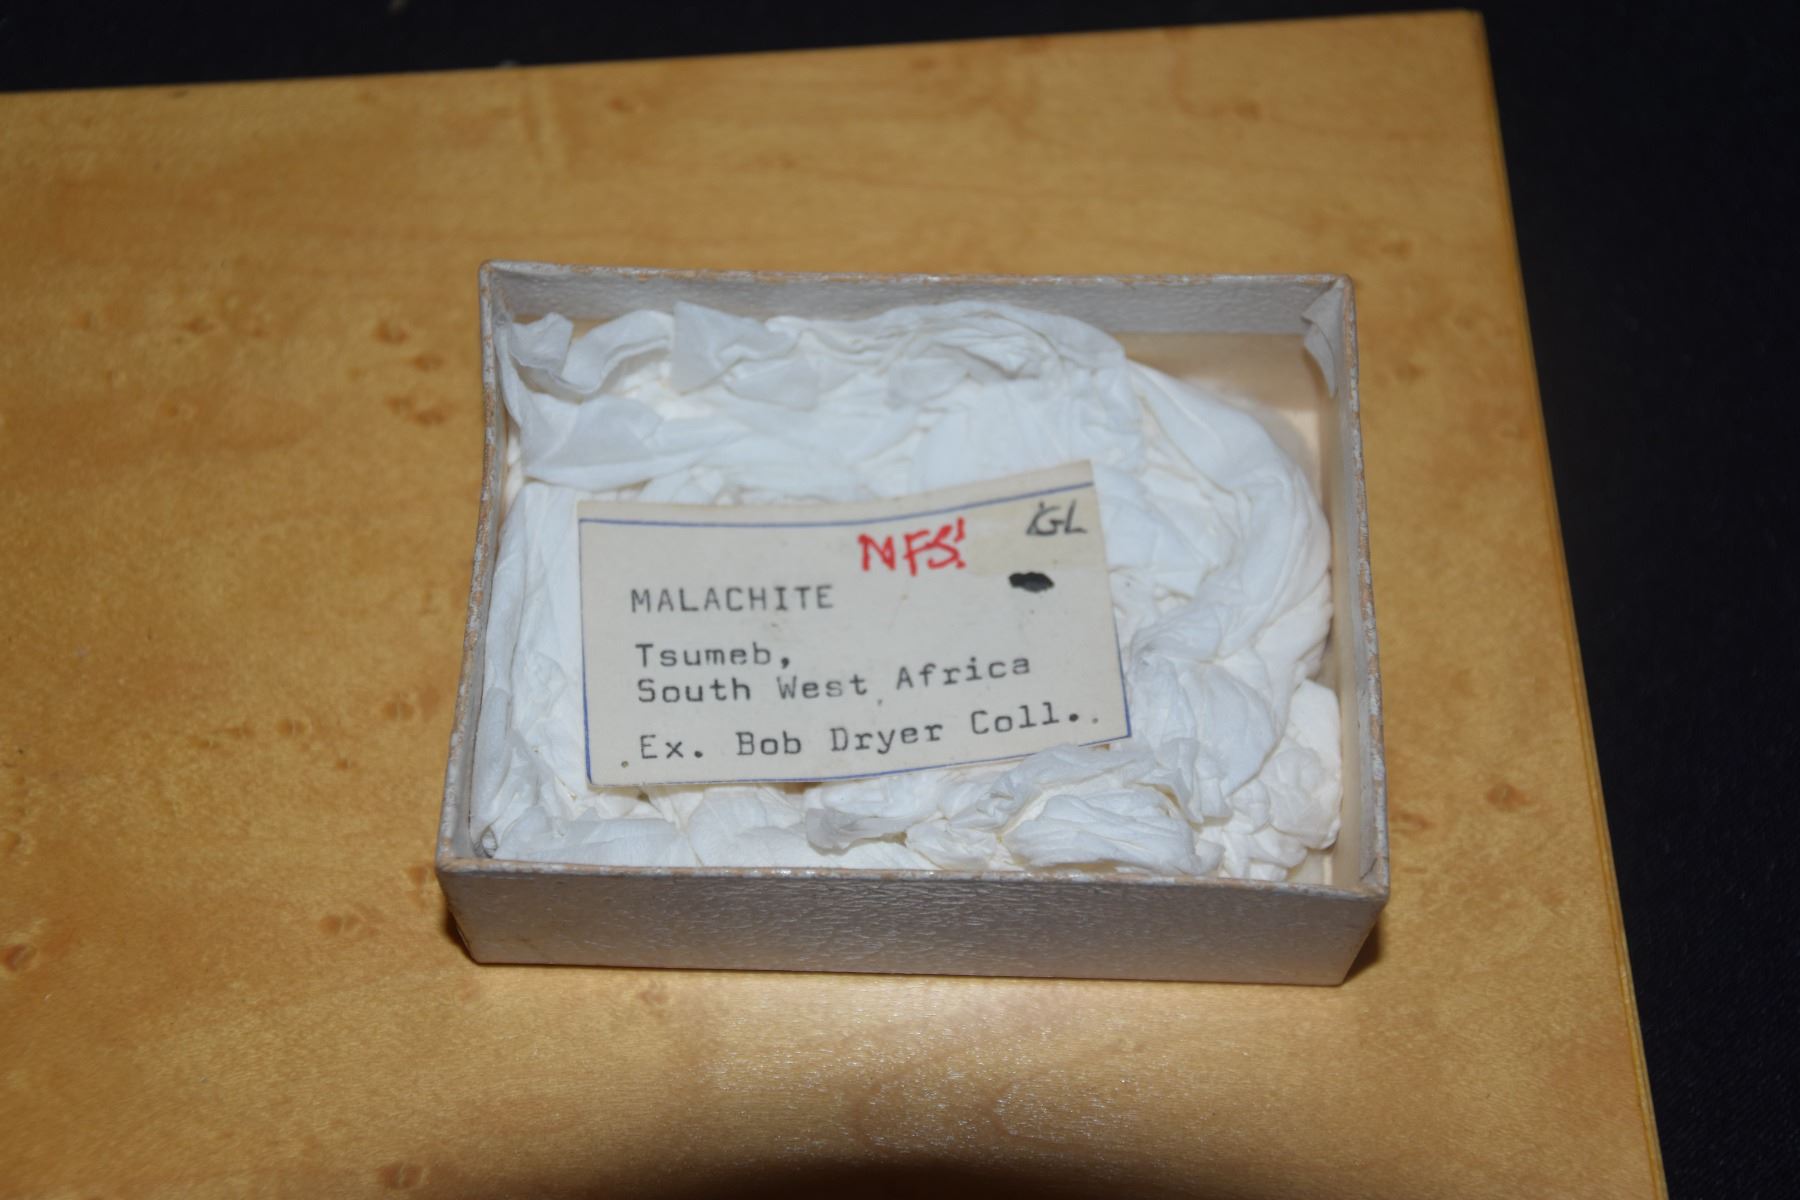 GL
NFS!
MALACHITE
Tsumeb,
South West Africa
Ex. Bob Dryer Coll.